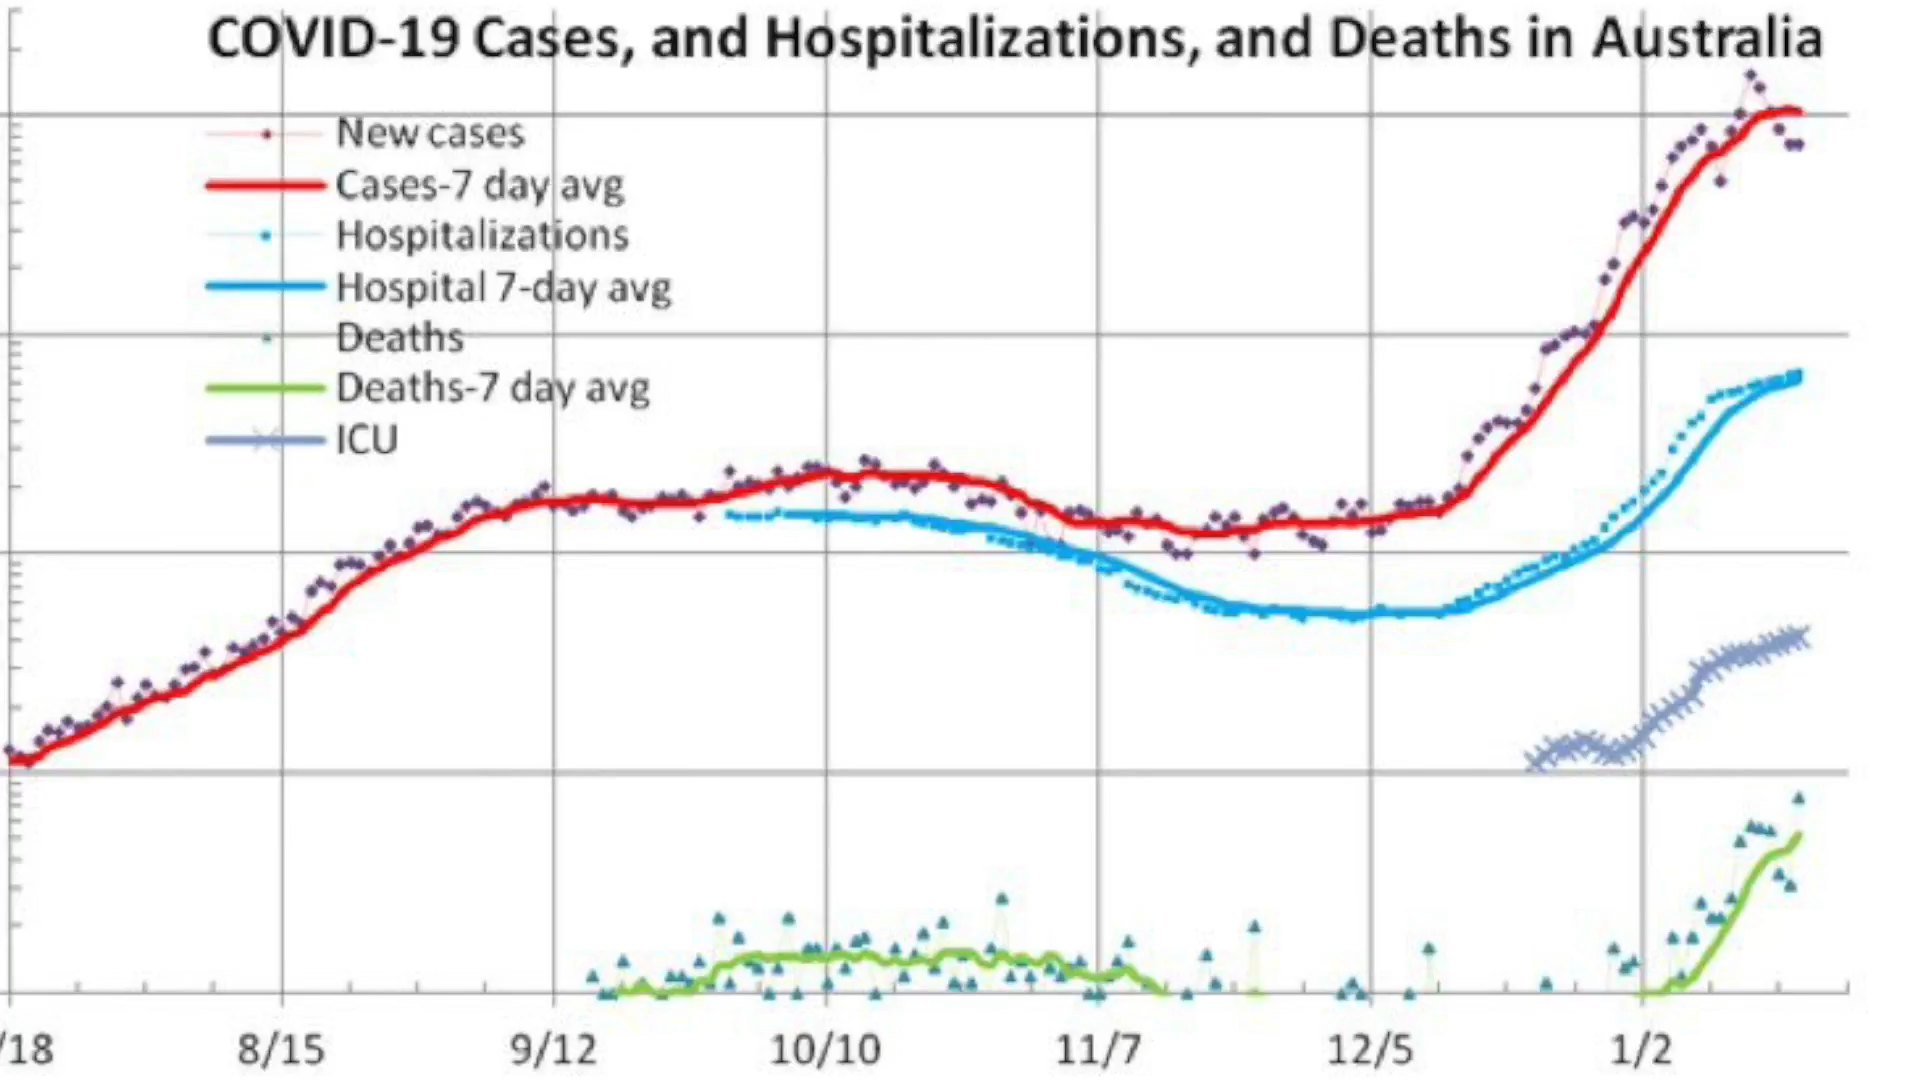 COVID-19 Cases, and Hospitalizations, and Deaths in Australia
New cases
Cases-7 day avg
Hospitalizations
Hospital 7-day avg
Deaths
Deaths-7 day avg
ICU
/18 8/15 9/12 10/10 11/7 12/5 1/2